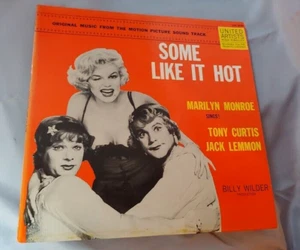 ORIGINAL MUSIC FROM THE MOTION PICTURE SOUND TRACK
UNITED
ARTISTS
SOME
LIKE IT HOT
MARILYN MONROE
TONY CURTIS
JACK LEMMON
BILLY WILDER